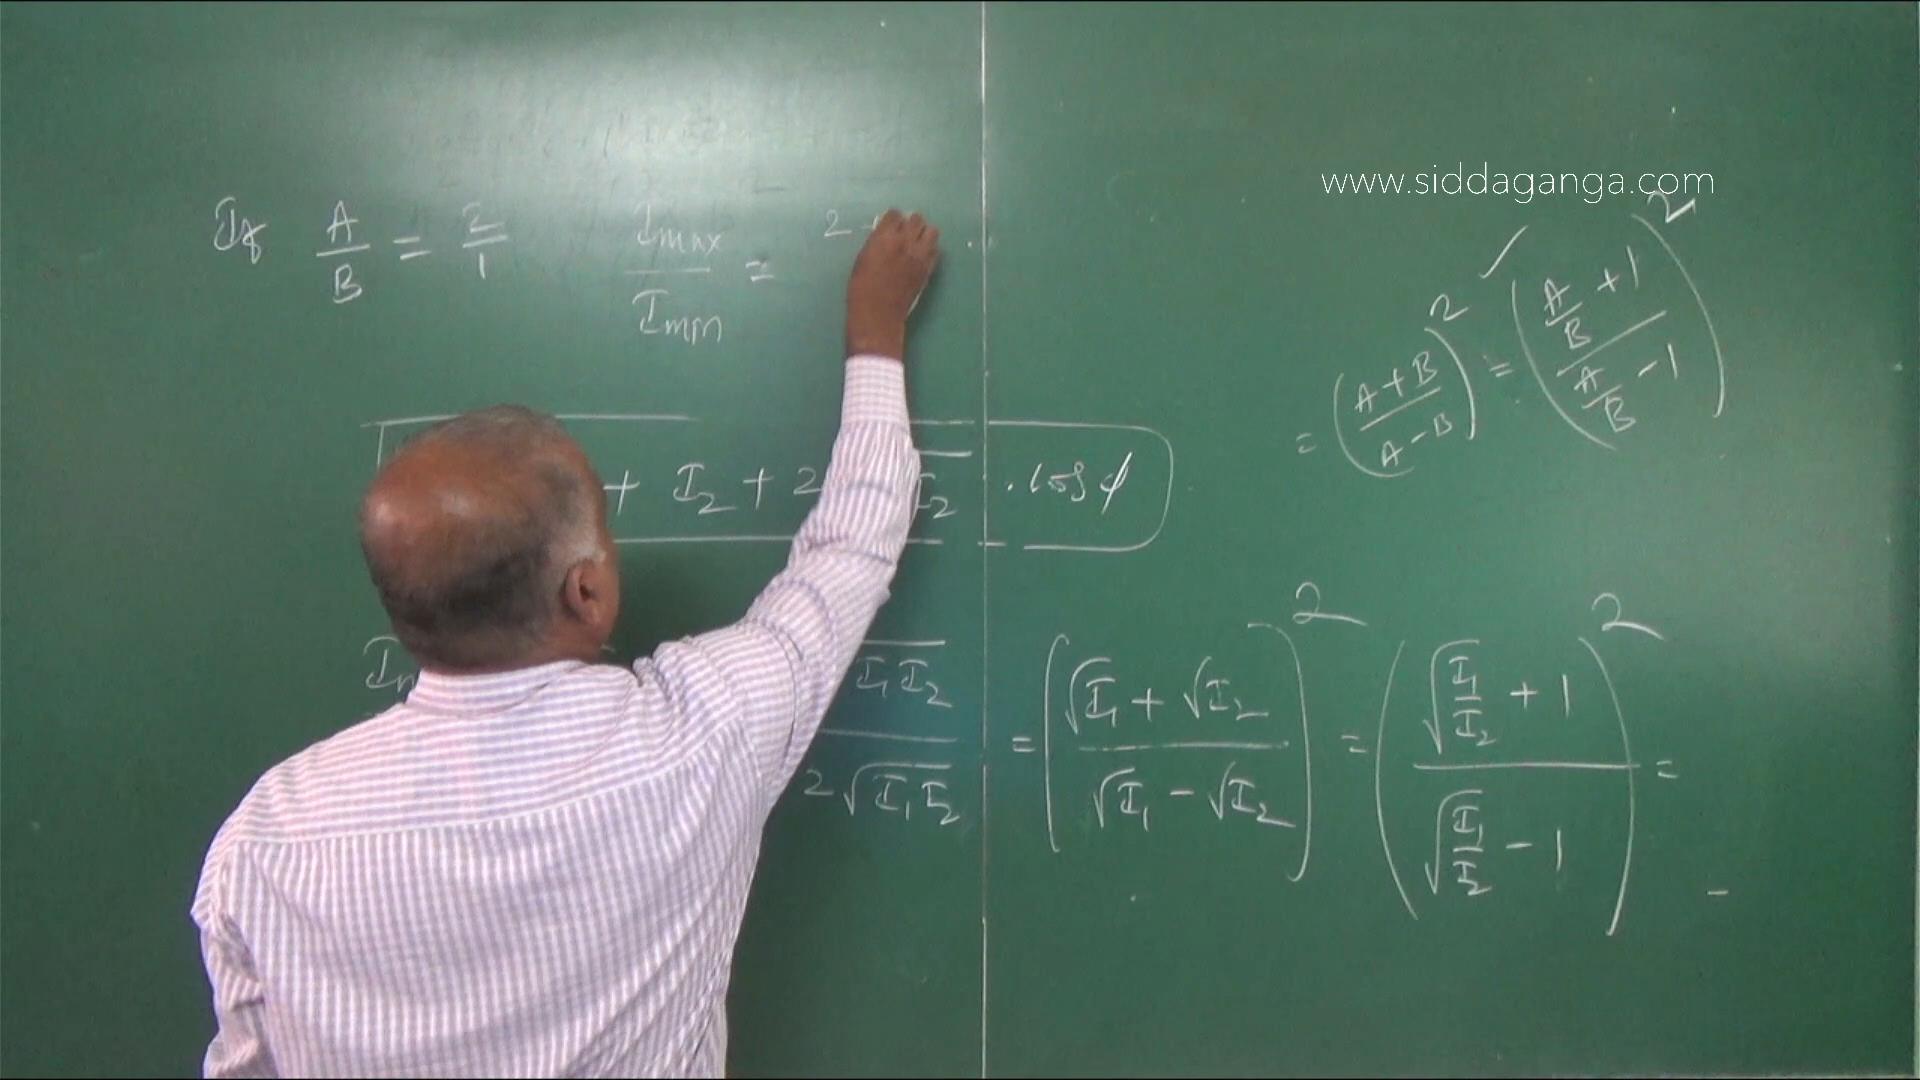 www.siddaganga.com
If A/B = 2/1 Imax/Imin = 2 +
= (A + B / A - B)² = (A/B + 1 / A/B - 1)²
+ I₂ + 2 I₂ . cos φ
I₁I₂ / 2√I₁I₂ = (√I₁ + √I₂ / √I₁ - √I₂)² = (√I₁/I₂ + 1 / √I₁/I₂ - 1)² =